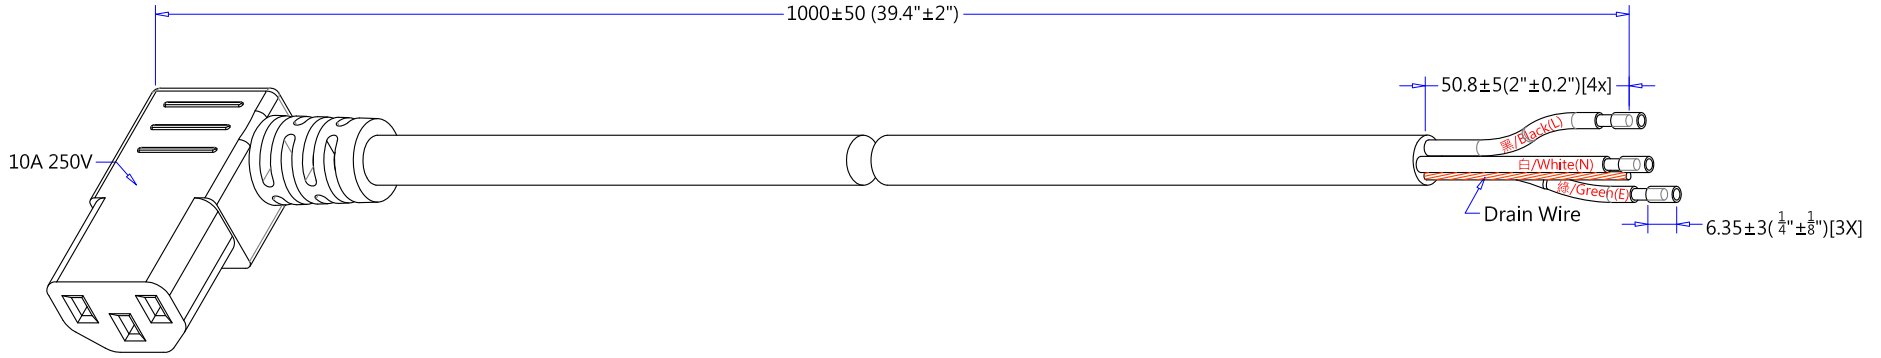 1000±50 (39.4"±2")
50.8±5(2"±0.2")[4x]
10A 250V
黑/Black(L)
白/White(N)
綠/Green(E)
Drain Wire
6.35±3(1/4"±1/8")[3X]